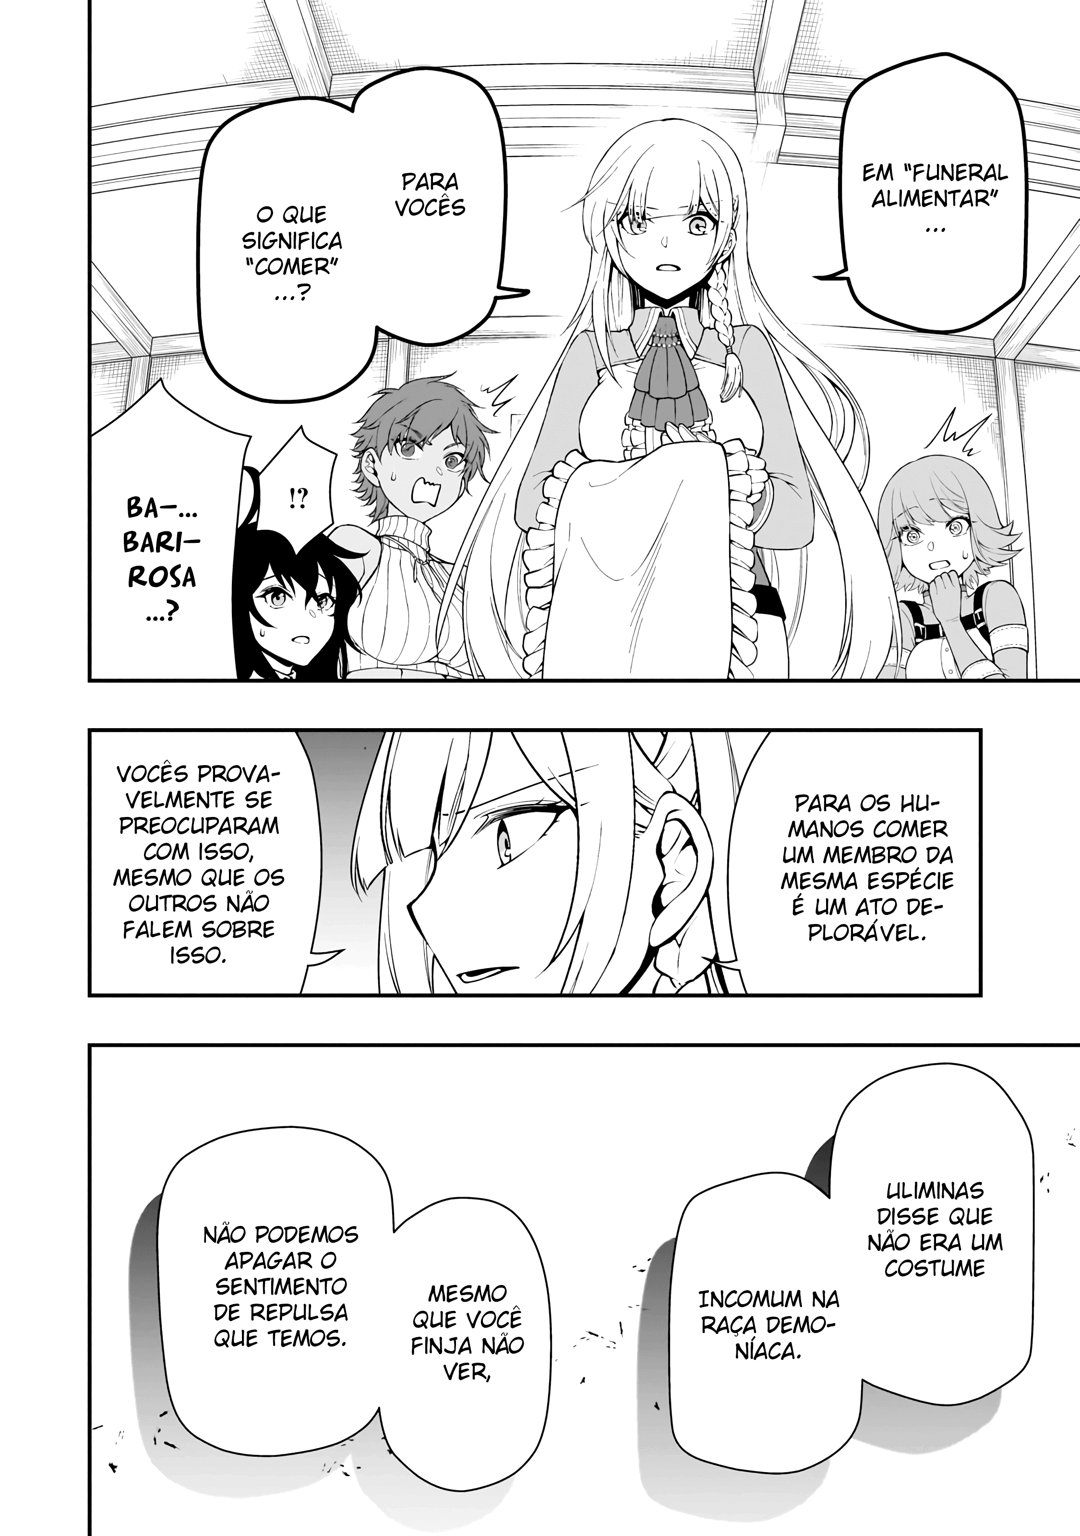 EM "FUNERAL
ALIMENTAR"
...
PARA
VOCÊS
O QUE
SIGNIFICA
"COMER"
...?
!?
BA-...
BARI-
ROSA
...?
PARA OS HU-
MANOS COMER
UM MEMBRO DA
MESMA ESPÉCIE
É UM ATO DE-
PLORÁVEL.
VOCÊS PROVA-
VELMENTE SE
PREOCUPARAM
COM ISSO,
MESMO QUE OS
OUTROS NÃO
FALEM SOBRE
ISSO.
ULIMINAS
DISSE QUE
NÃO ERA UM
COSTUME
INCOMUM NA
RAÇA DEMO-
NÍACA.
MESMO
QUE VOCÊ
FINJA NÃO
VER,
NÃO PODEMOS
APAGAR O
SENTIMENTO
DE REPULSA
QUE TEMOS.